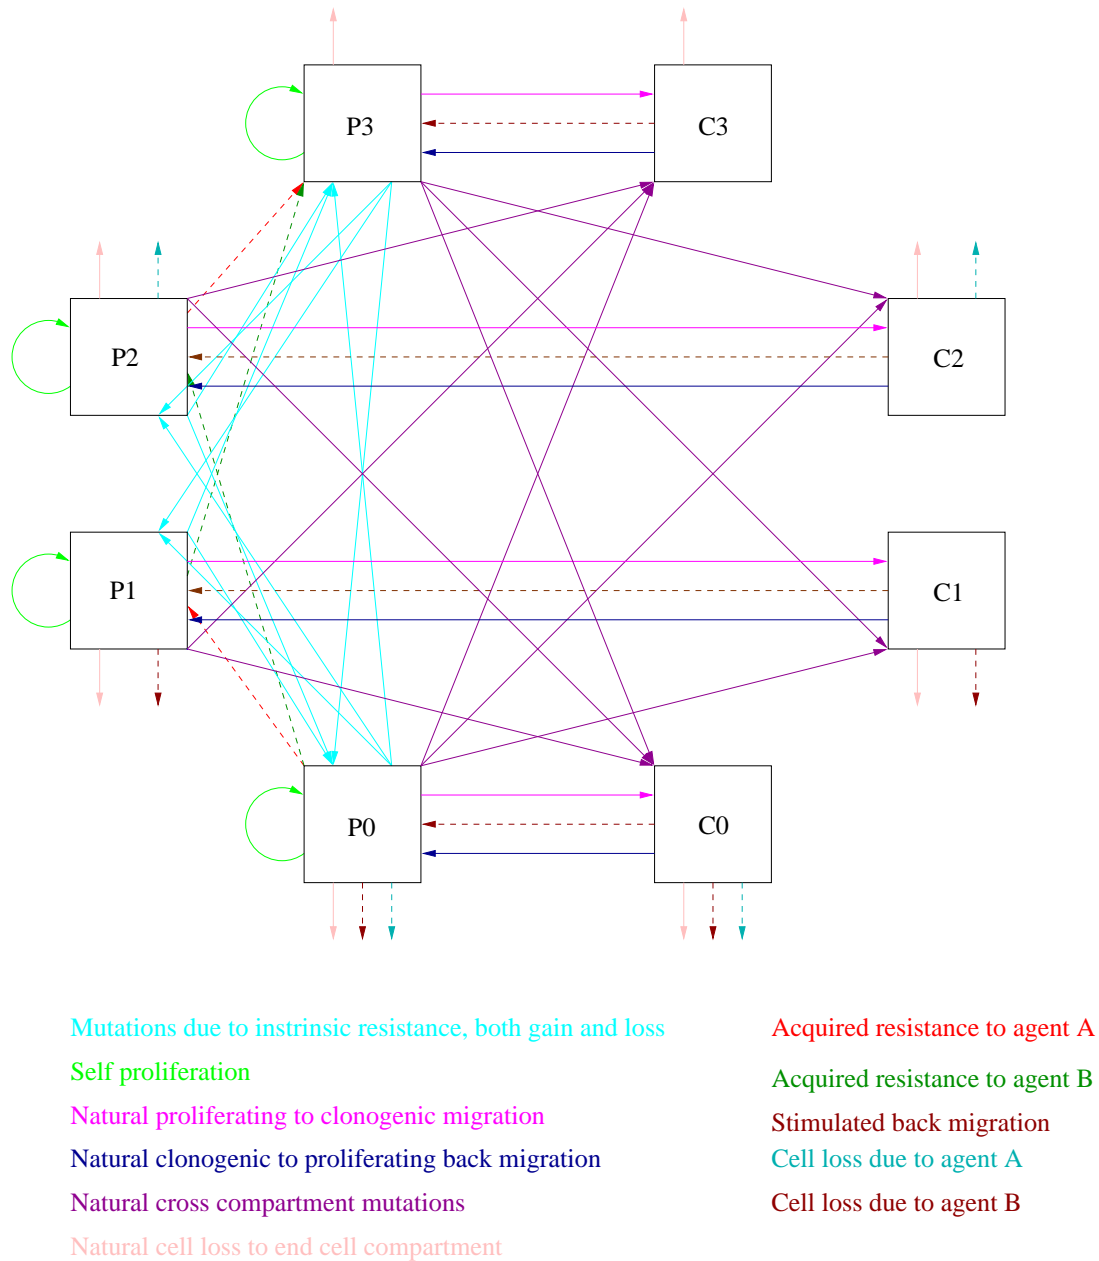 P3
C3
P2
C2
P1
C1
P0
C0
Mutations due to instrinsic resistance, both gain and loss
Self proliferation
Natural proliferating to clonogenic migration
Natural clonogenic to proliferating back migration
Natural cross compartment mutations
Natural cell loss to end cell compartment
Acquired resistance to agent A
Acquired resistance to agent B
Stimulated back migration
Cell loss due to agent A
Cell loss due to agent B